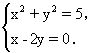 x² + y² = 5,
x - 2y = 0.